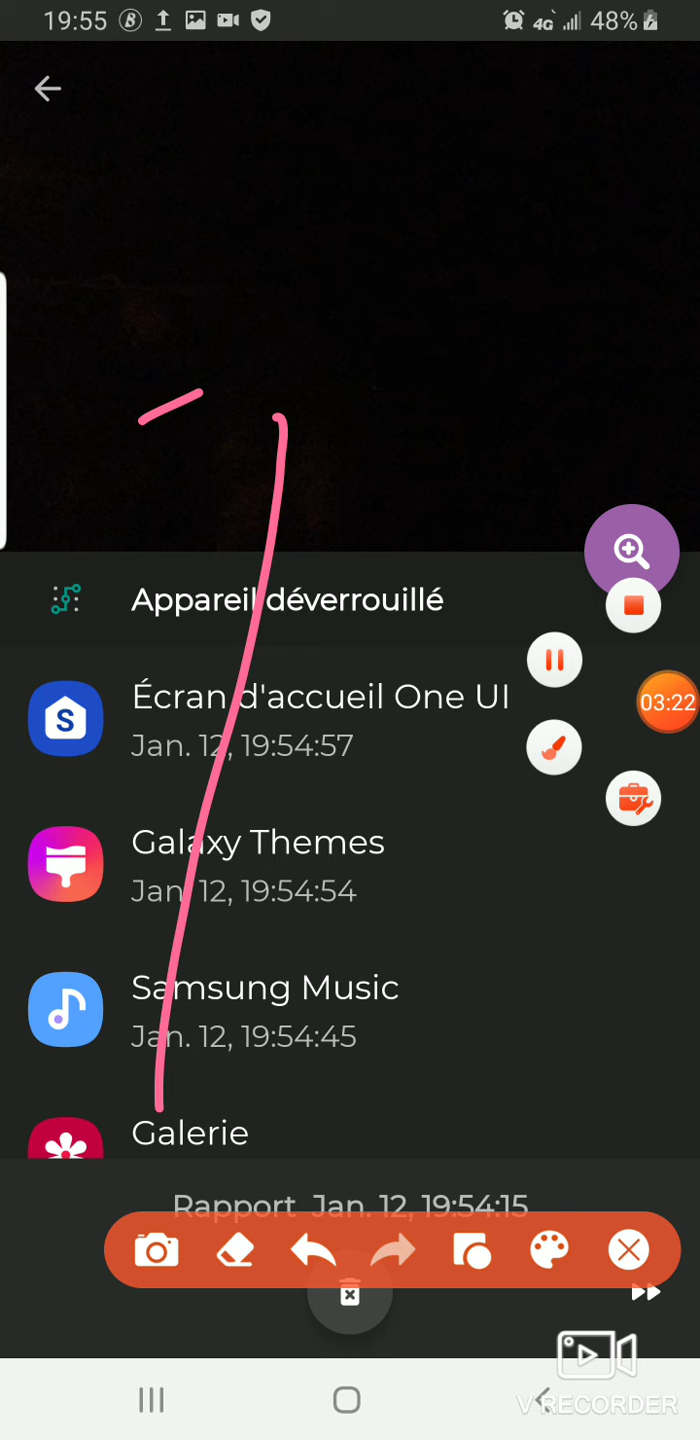 19:55 4G 48%
Appareil déverrouillé
Écran d'accueil One UI
Jan. 12, 19:54:57
03:22
Galaxy Themes
Jan. 12, 19:54:54
Samsung Music
Jan. 12, 19:54:45
Galerie
Rapport Jan. 12, 19:54:15
V RECORDER